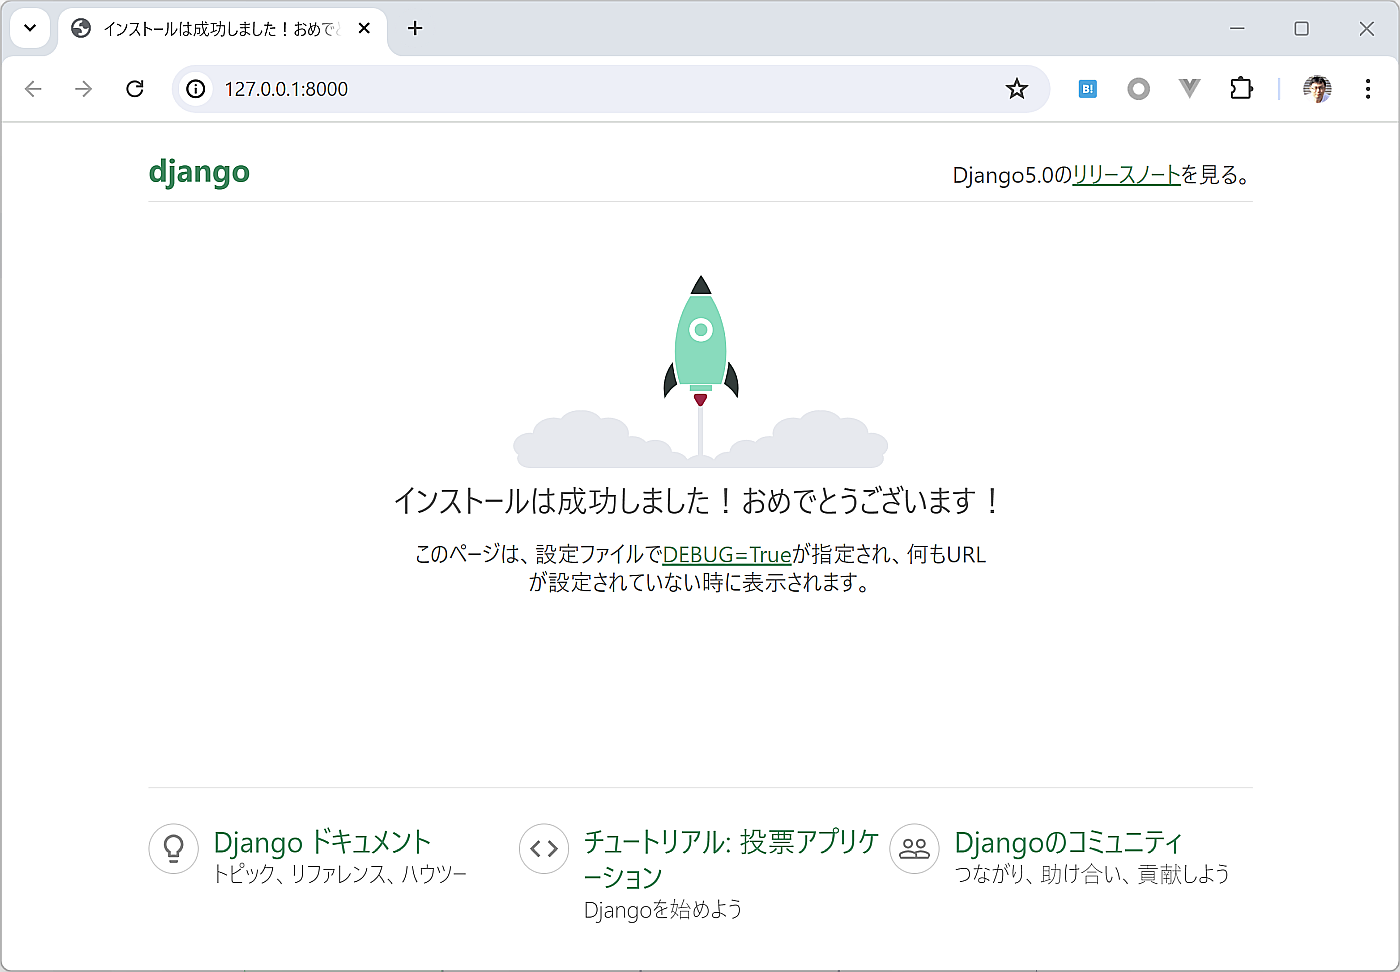 インストールは成功しました！おめで
127.0.0.1:8000
B!
django
Django5.0のリリースノートを見る。
インストールは成功しました！おめでとうございます！
このページは、設定ファイルでDEBUG=Trueが指定され、何もURL
が設定されていない時に表示されます。
Django ドキュメント
トピック、リファレンス、ハウツー
チュートリアル: 投票アプリケ
ーション
Djangoを始めよう
Djangoのコミュニティ
つながり、助け合い、貢献しよう